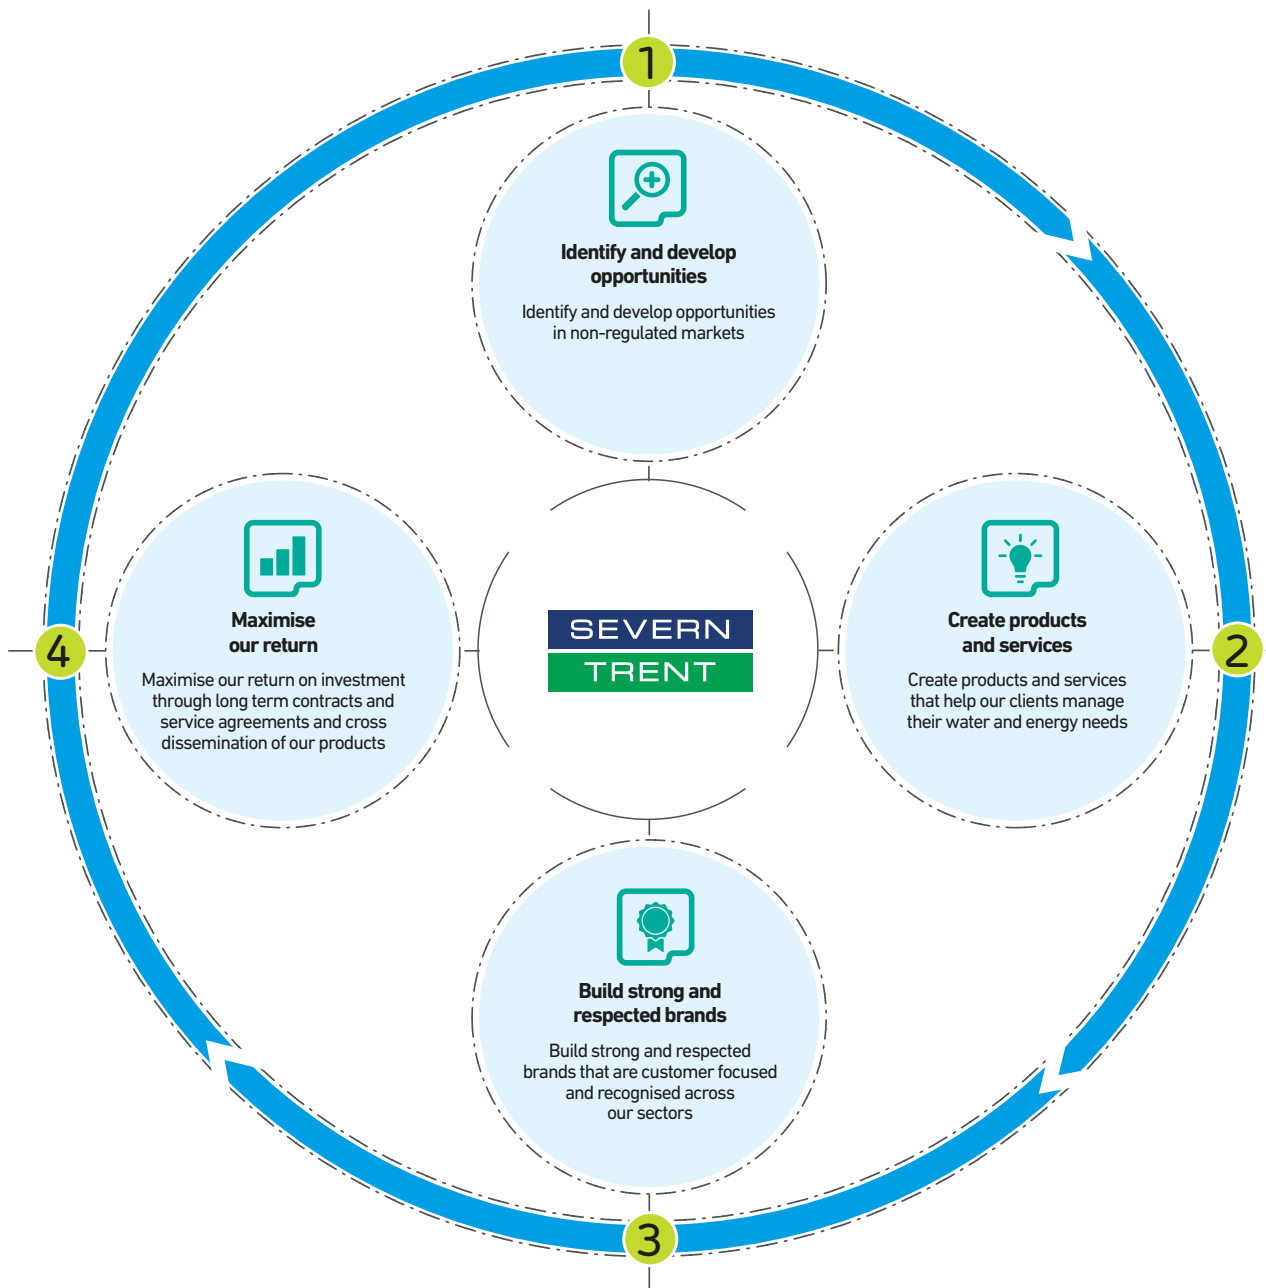 1
Identify and develop
opportunities
Identify and develop opportunities
in non-regulated markets
2
Create products
and services
Create products and services
that help our clients manage
their water and energy needs
3
Build strong and
respected brands
Build strong and respected
brands that are customer focused
and recognised across
our sectors
4
Maximise
our return
Maximise our return on investment
through long term contracts and
service agreements and cross
dissemination of our products
SEVERN
TRENT